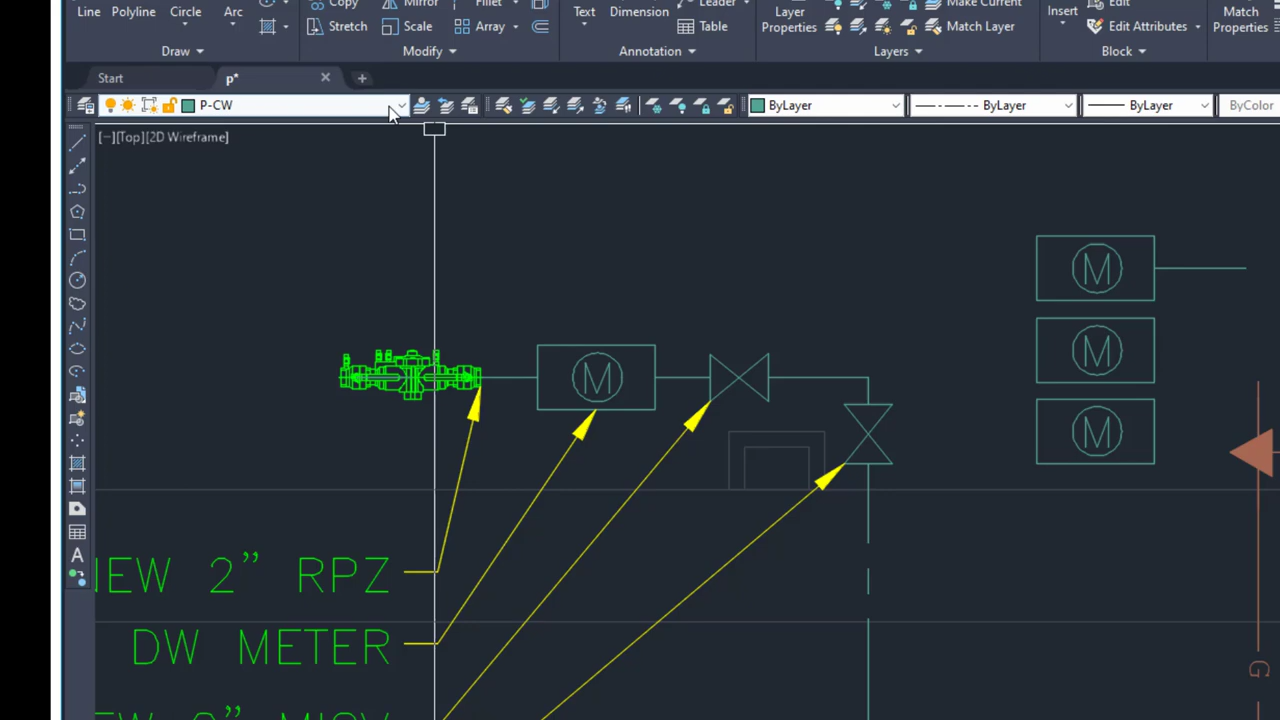 Line Polyline Circle Arc
Copy Mirror Fillet
Stretch Scale Array
Text Dimension Leader
Table
Layer Properties
Make Current
Match Layer
Insert
Edit
Edit Attributes
Match Properties
Draw Modify Annotation Layers Block
Start p*
P-CW ByLayer ByLayer ByLayer ByColor
[−][Top][2D Wireframe]
M
M
M
M
A
NEW 2” RPZ
DW METER
G